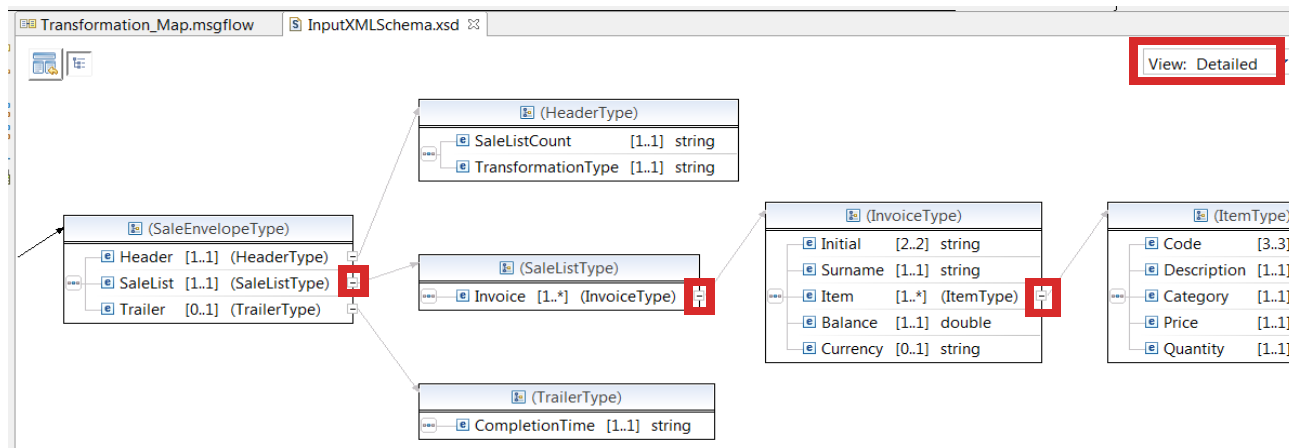 Transformation_Map.msgflow
InputXMLSchema.xsd
View: Detailed
(HeaderType)
e SaleListCount [1..1] string
e TransformationType [1..1] string
(SaleEnvelopeType)
e Header [1..1] (HeaderType)
e SaleList [1..1] (SaleListType)
e Trailer [0..1] (TrailerType)
(SaleListType)
e Invoice [1..*] (InvoiceType)
(InvoiceType)
e Initial [2..2] string
e Surname [1..1] string
e Item [1..*] (ItemType)
e Balance [1..1] double
e Currency [0..1] string
(ItemType)
e Code [3..3]
e Description [1..1]
e Category [1..1]
e Price [1..1]
e Quantity [1..1]
(TrailerType)
e CompletionTime [1..1] string